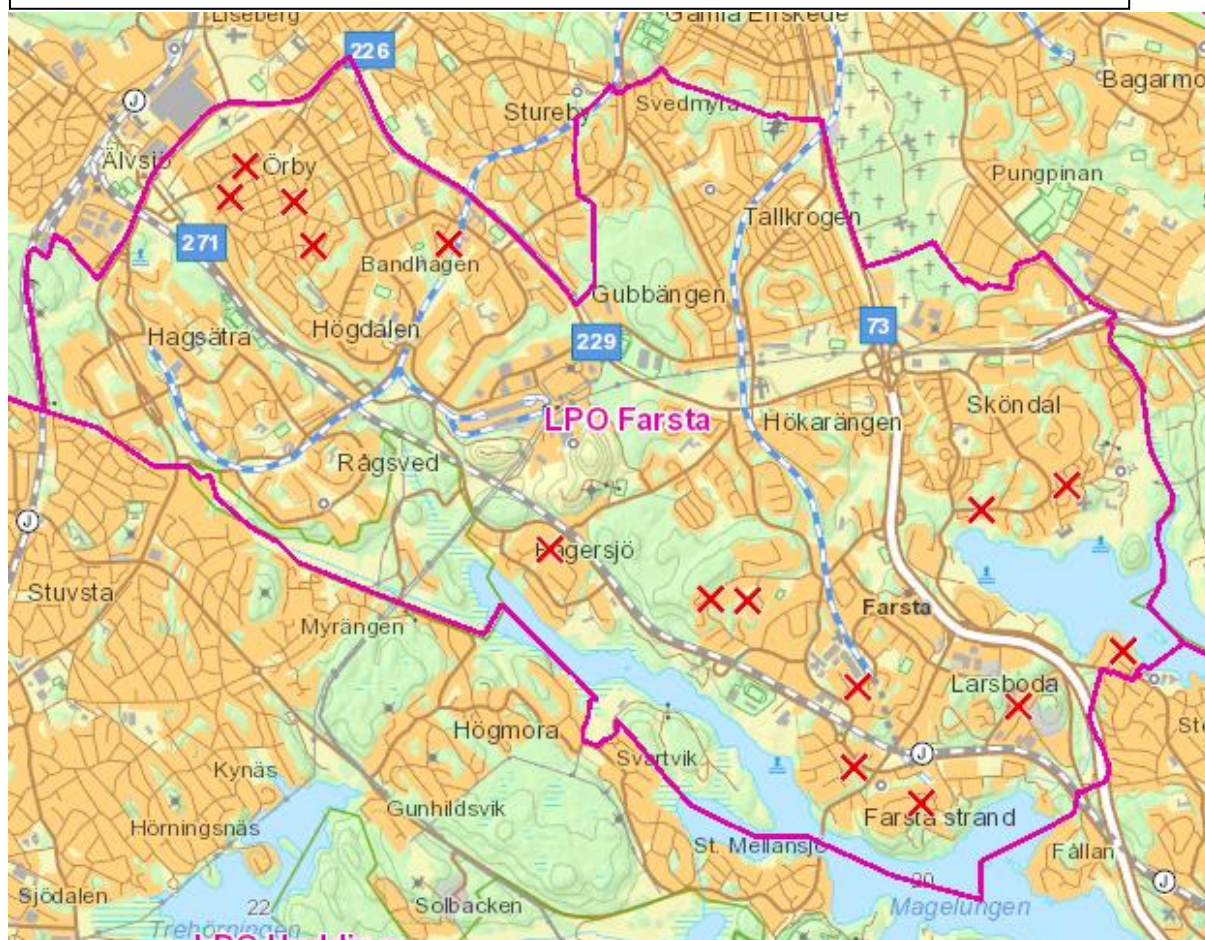 Liseberg
226
Gamla Enskede
Bagarmo
J
Stureby
Svedmyra
Älvsjö
Örby
Pungpinan
Tallkrogen
271
Bandhagen
Gubbängen
Hagsätra
Högdalen
229
73
Sköndal
LPO Farsta
Hökarängen
Rågsved
J
Hagersjö
Stuvsta
Farsta
Myrängen
Larsboda
Högmora
Svartvik
J
Kynäs
Gunhildsvik
Farsta strand
Hörningsnäs
St. Mellansjö
Fållan
J
Sjödalen
22
Solbacken
20
Magelungen
Trehörningen